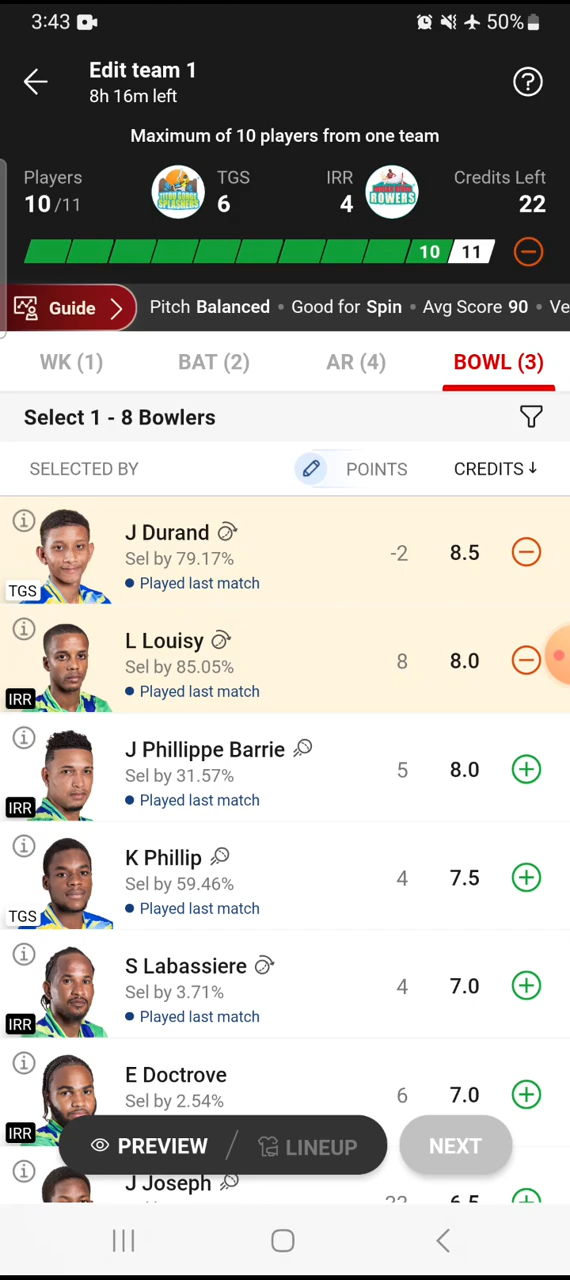 3:43 50%
Edit team 1
8h 16m left
Maximum of 10 players from one team
Players TGS IRR Credits Left
10/11 6 4 22
10 11
Guide Pitch Balanced • Good for Spin • Avg Score 90 • Ve
WK (1) BAT (2) AR (4) BOWL (3)
Select 1 - 8 Bowlers
SELECTED BY POINTS CREDITS ↓
J Durand
Sel by 79.17% -2 8.5
TGS • Played last match
L Louisy
Sel by 85.05% 8 8.0
IRR • Played last match
J Phillippe Barrie
Sel by 31.57% 5 8.0
IRR • Played last match
K Phillip
Sel by 59.46% 4 7.5
TGS • Played last match
S Labassiere
Sel by 3.71% 4 7.0
IRR • Played last match
E Doctrove
Sel by 2.54% 6 7.0
IRR
PREVIEW / LINEUP NEXT
J Joseph